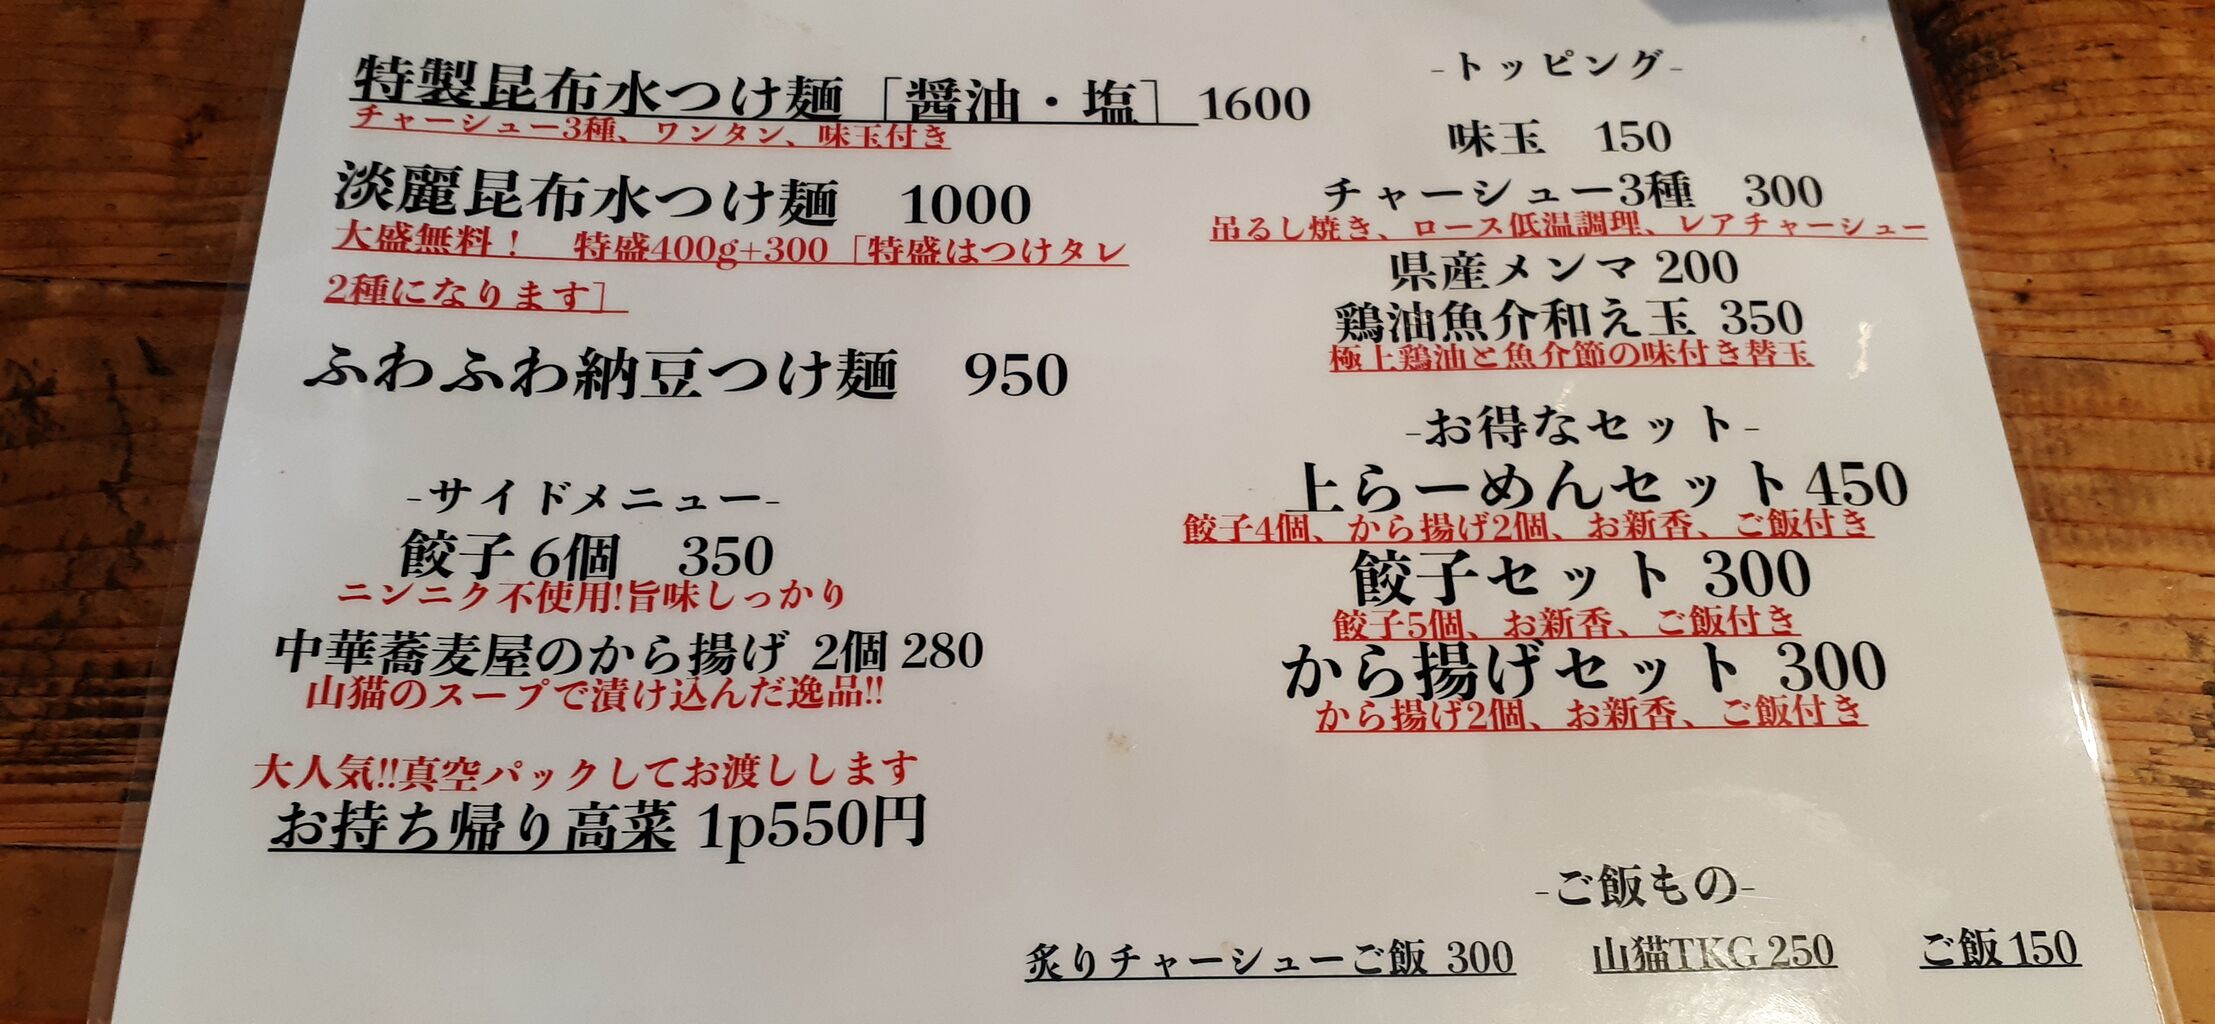 特製昆布水つけ麺［醤油・塩］1600
チャーシュー3種、ワンタン、味玉付き
淡麗昆布水つけ麺　1000
大盛無料！　特盛400g+300［特盛はつけタレ
2種になります］
ふわふわ納豆つけ麺　950
-サイドメニュー-
餃子 6個　350
ニンニク不使用!旨味しっかり
中華蕎麦屋のから揚げ 2個 280
山猫のスープで漬け込んだ逸品!!
大人気!!真空パックしてお渡しします
お持ち帰り高菜 1p550円
-トッピング-
味玉　150
チャーシュー3種　300
吊るし焼き、ロース低温調理、レアチャーシュー
県産メンマ 200
鶏油魚介和え玉 350
極上鶏油と魚介節の味付き替玉
-お得なセット-
上らーめんセット 450
餃子4個、から揚げ2個、お新香、ご飯付き
餃子セット 300
餃子5個、お新香、ご飯付き
から揚げセット 300
から揚げ2個、お新香、ご飯付き
-ご飯もの-
炙りチャーシューご飯 300　山猫TKG 250　ご飯 150